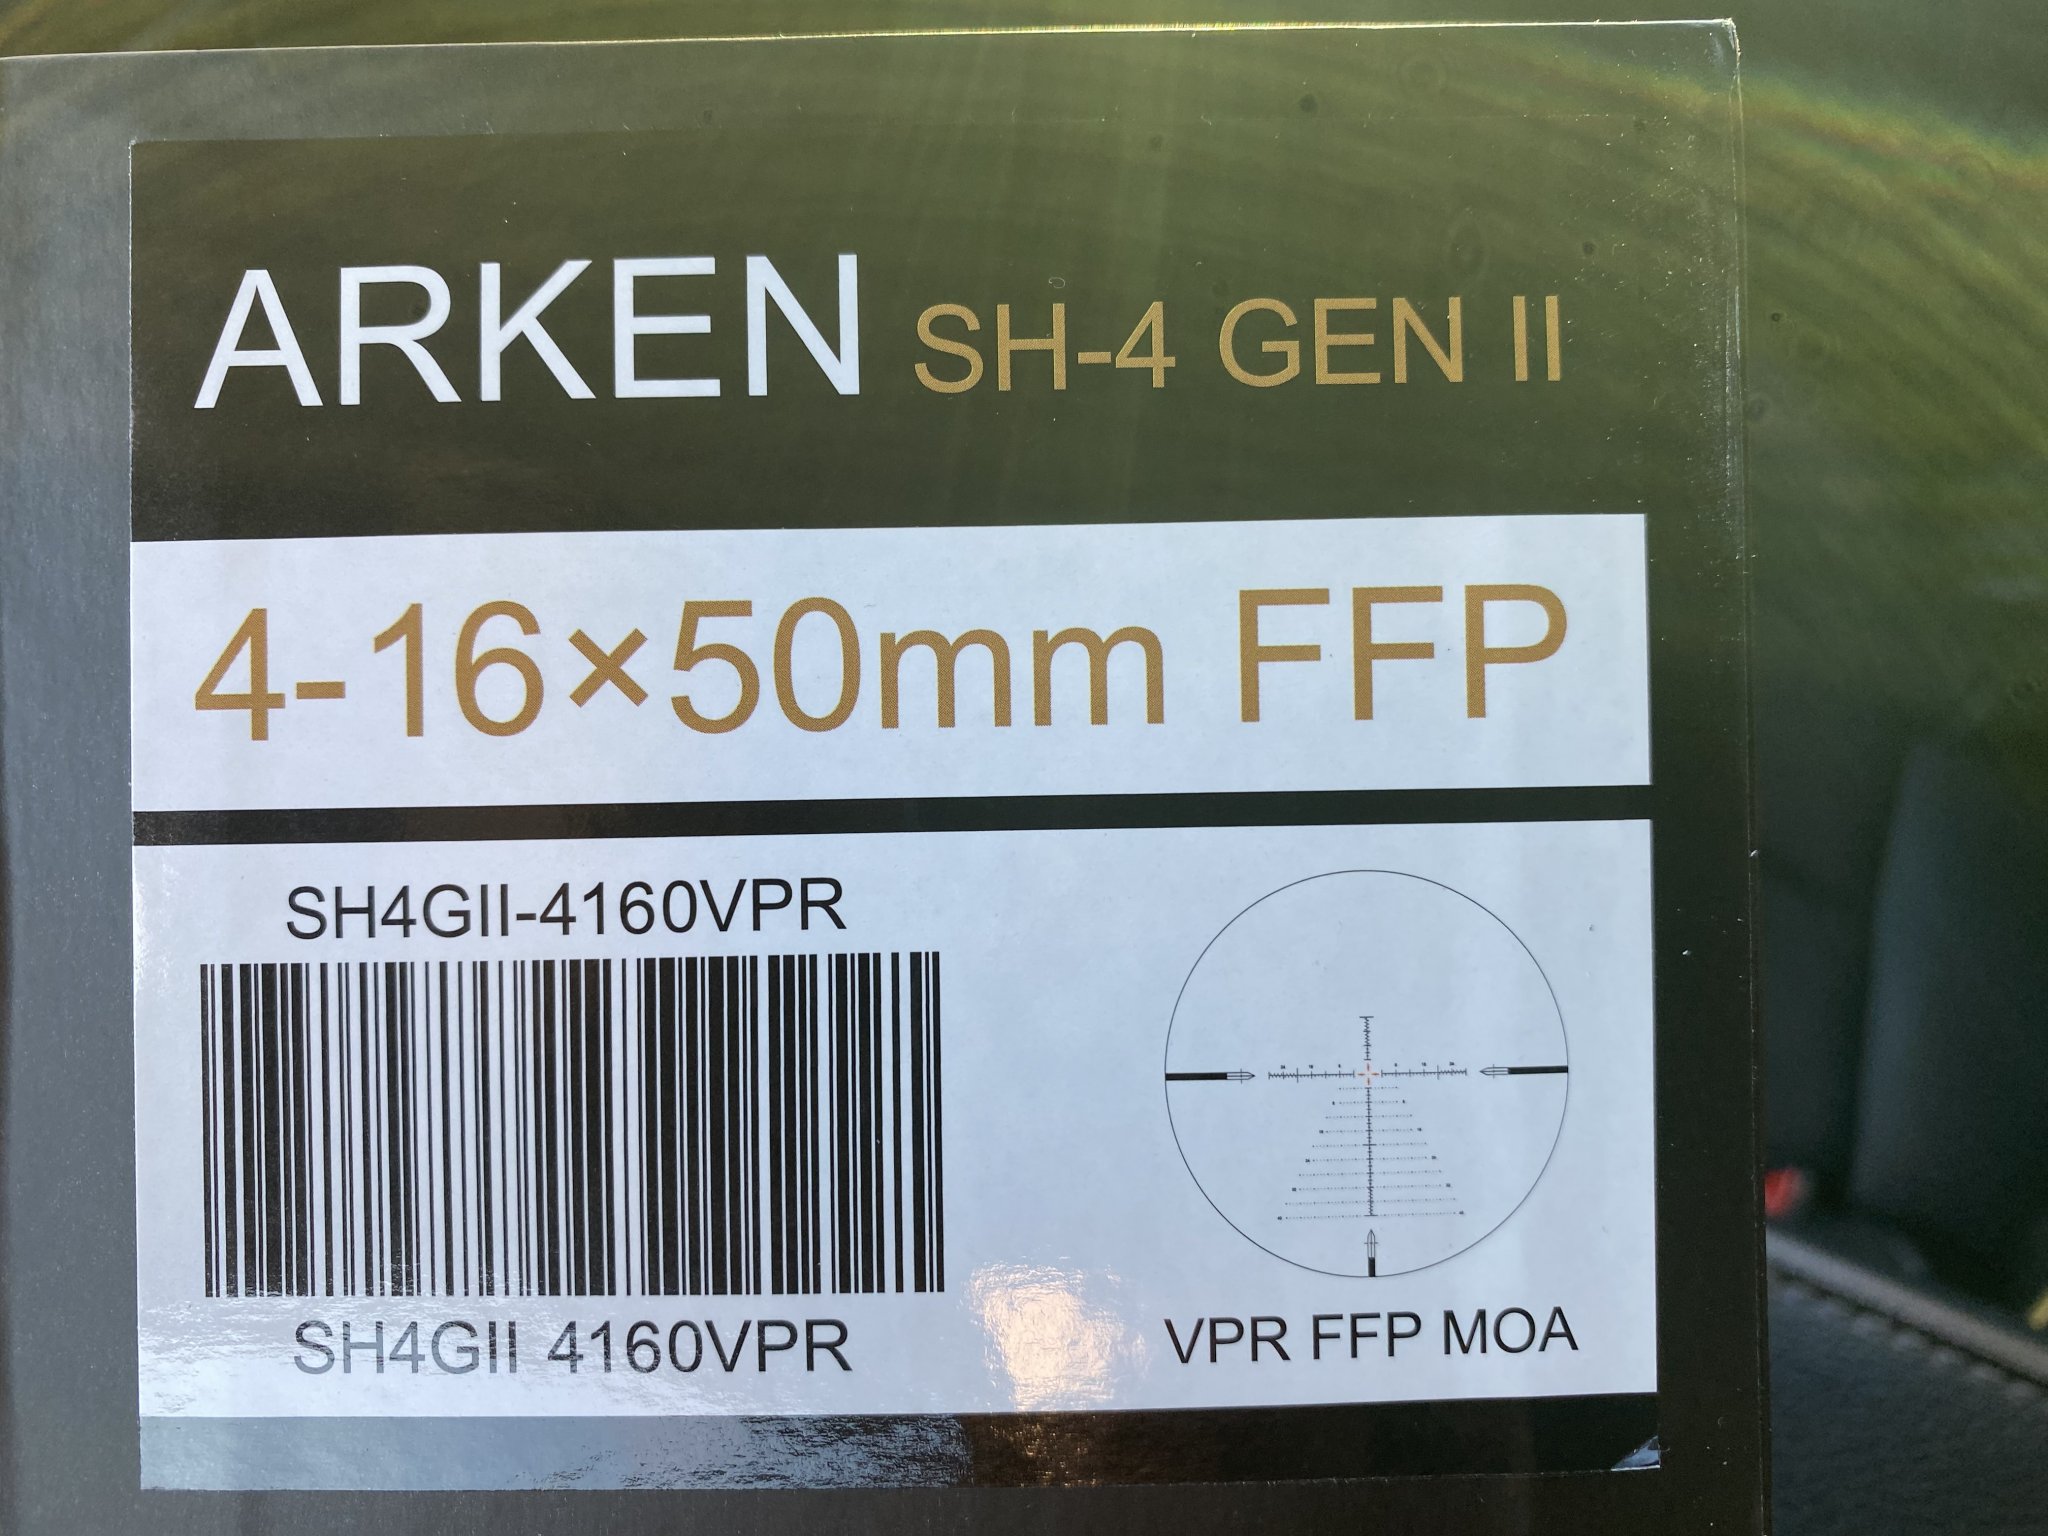 ARKEN SH-4 GEN II
4-16×50mm FFP
SH4GII-4160VPR
SH4GII 4160VPR
VPR FFP MOA